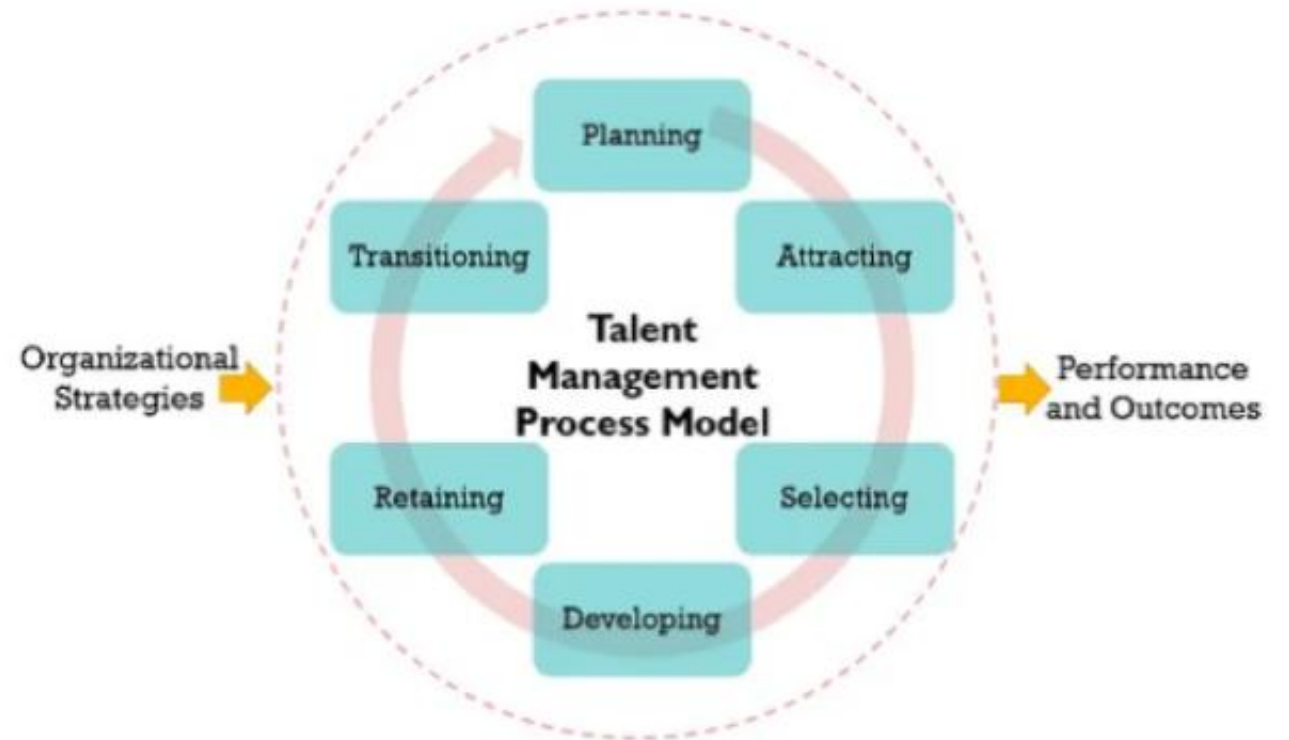 Planning
Transitioning
Attracting
Talent
Management
Process Model
Organizational
Strategies
Performance
and Outcomes
Retaining
Selecting
Developing